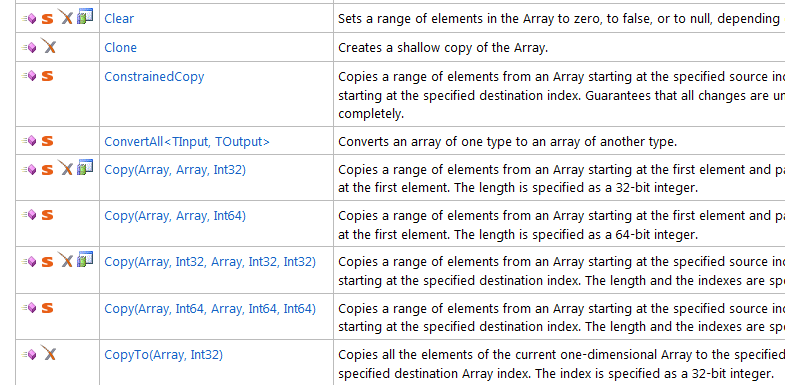 Clear
Sets a range of elements in the Array to zero, to false, or to null, depending
Clone
Creates a shallow copy of the Array.
ConstrainedCopy
Copies a range of elements from an Array starting at the specified source
starting at the specified destination index. Guarantees that all changes are
completely.
ConvertAll<TInput, TOutput>
Converts an array of one type to an array of another type.
Copy(Array, Array, Int32)
Copies a range of elements from an Array starting at the first element and
at the first element. The length is specified as a 32-bit integer.
Copy(Array, Array, Int64)
Copies a range of elements from an Array starting at the first element and
at the first element. The length is specified as a 64-bit integer.
Copy(Array, Int32, Array, Int32, Int32)
Copies a range of elements from an Array starting at the specified source
starting at the specified destination index. The length and the indexes are
Copy(Array, Int64, Array, Int64, Int64)
Copies a range of elements from an Array starting at the specified source
starting at the specified destination index. The length and the indexes are
CopyTo(Array, Int32)
Copies all the elements of the current one-dimensional Array to the specified
specified destination Array index. The index is specified as a 32-bit integer.